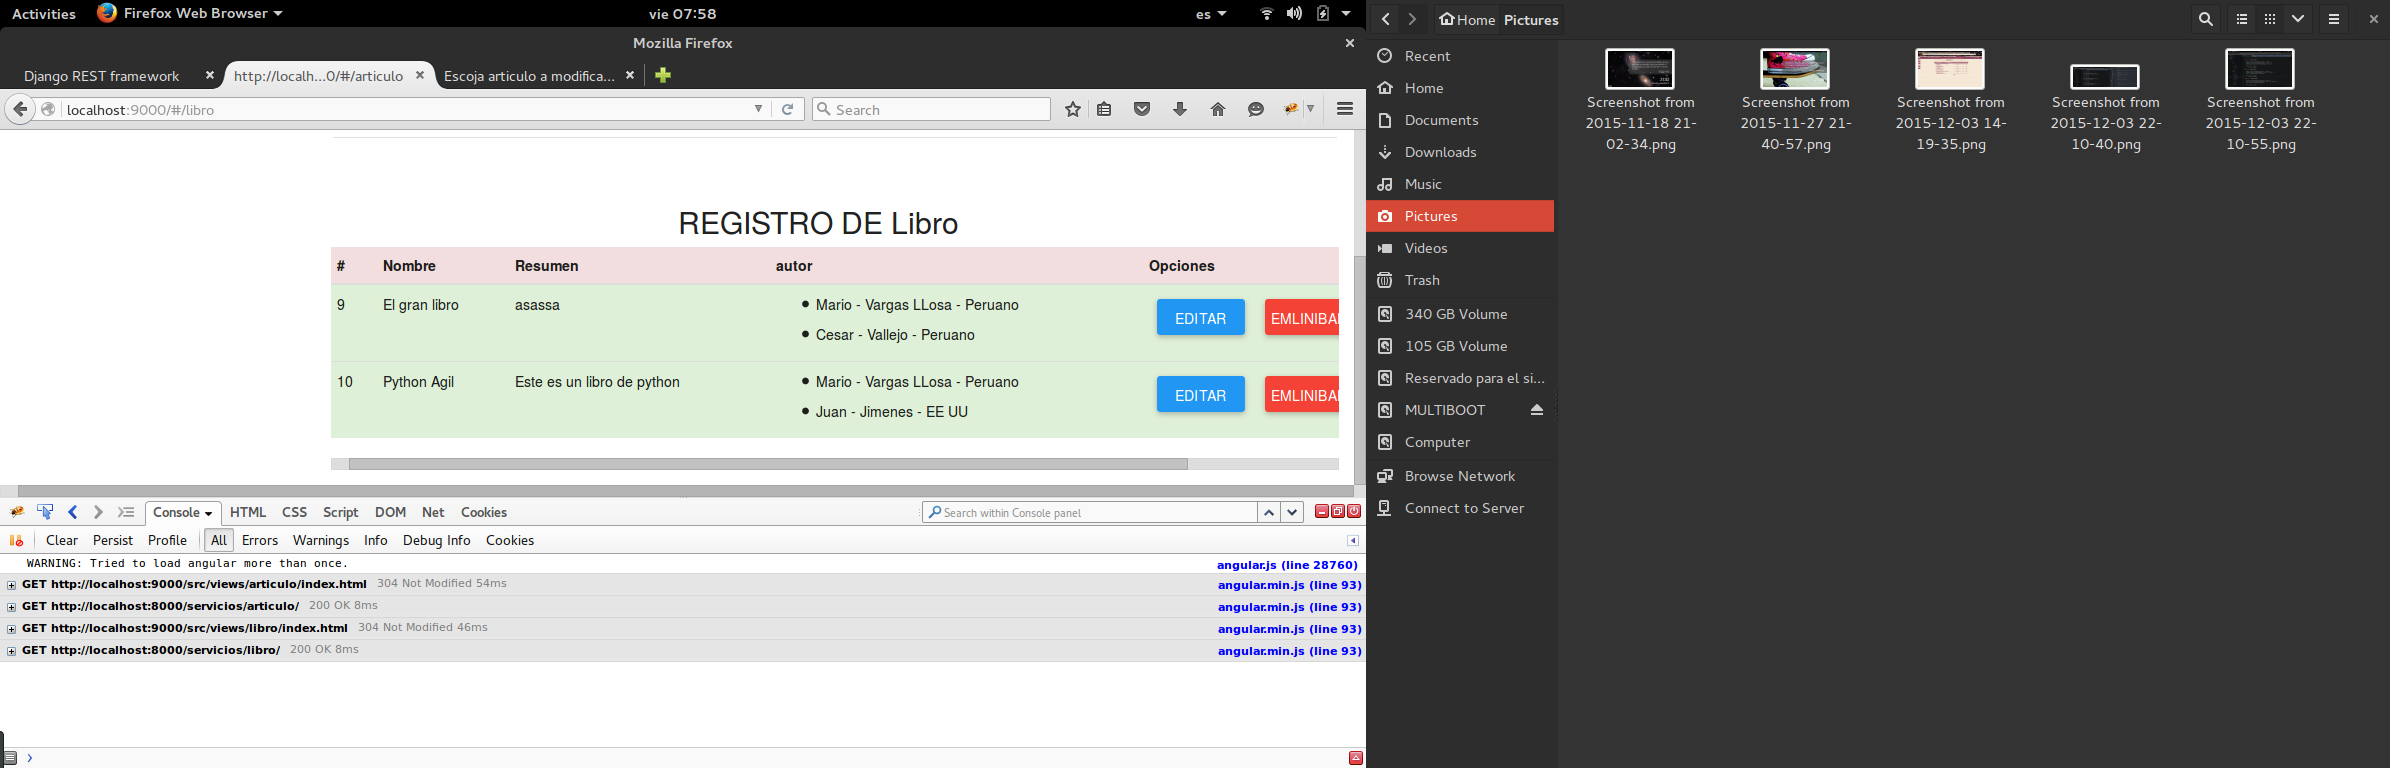 Activities Firefox Web Browser vie 07:58 es
Mozilla Firefox
Django REST framework http://localh...0/#/articulo Escoja articulo a modifica...
localhost:9000/#/libro Search
REGISTRO DE Libro
# Nombre Resumen autor Opciones
9 El gran libro asassa Mario - Vargas LLosa - Peruano EDITAR EMLINIBAI
Cesar - Vallejo - Peruano
10 Python Agil Este es un libro de python Mario - Vargas LLosa - Peruano EDITAR EMLINIBAI
Juan - Jimenes - EE UU
Console HTML CSS Script DOM Net Cookies Search within Console panel
Clear Persist Profile All Errors Warnings Info Debug Info Cookies
WARNING: Tried to load angular more than once. angular.js (line 28760)
GET http://localhost:9000/src/views/articulo/index.html 304 Not Modified 54ms angular.min.js (line 93)
GET http://localhost:8000/servicios/articulo/ 200 OK 8ms angular.min.js (line 93)
GET http://localhost:9000/src/views/libro/index.html 304 Not Modified 46ms angular.min.js (line 93)
GET http://localhost:8000/servicios/libro/ 200 OK 8ms angular.min.js (line 93)
Home Pictures
Recent
Home
Documents
Downloads
Music
Pictures
Videos
Trash
340 GB Volume
105 GB Volume
Reservado para el si...
MULTIBOOT
Computer
Browse Network
Connect to Server
Screenshot from
2015-11-18 21-
02-34.png
Screenshot from
2015-11-27 21-
40-57.png
Screenshot from
2015-12-03 14-
19-35.png
Screenshot from
2015-12-03 22-
10-40.png
Screenshot from
2015-12-03 22-
10-55.png